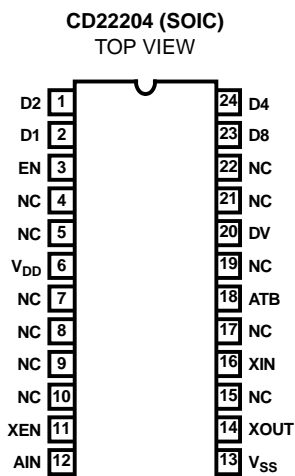 CD22204 (SOIC)
TOP VIEW
D2 1 24 D4
D1 2 23 D8
EN 3 22 NC
NC 4 21 NC
NC 5 20 DV
VDD 6 19 NC
NC 7 18 ATB
NC 8 17 NC
NC 9 16 XIN
NC 10 15 NC
XEN 11 14 XOUT
AIN 12 13 VSS